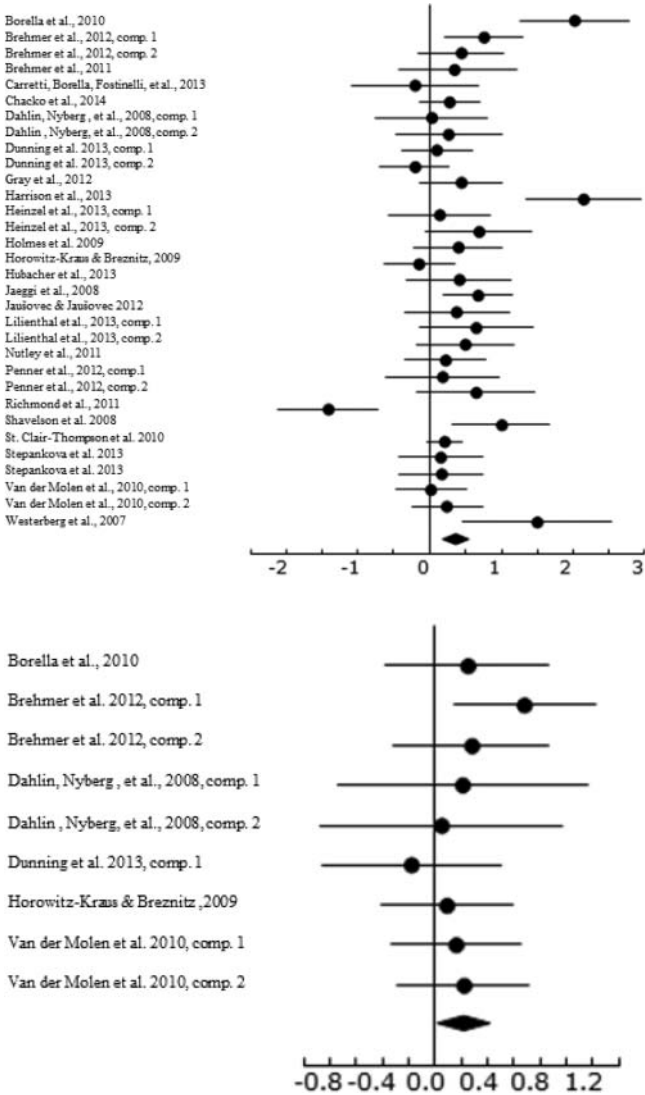 Borella et al., 2010
Brehmer et al., 2012, comp. 1
Brehmer et al., 2012, comp. 2
Brehmer et al., 2011
Carretti, Borella, Fostinelli, et al., 2013
Chacko et al., 2014
Dahlin, Nyberg , et al., 2008, comp. 1
Dahlin , Nyberg, et al., 2008, comp. 2
Dunning et al. 2013, comp. 1
Dunning et al. 2013, comp. 2
Gray et al., 2012
Harrison et al., 2013
Heinzel et al., 2013, comp. 1
Heinzel et al., 2013, comp. 2
Holmes et al. 2009
Horowitz-Kraus & Breznitz, 2009
Hubacher et al., 2013
Jaeggi et al., 2008
Jaušovec & Jaušovec 2012
Lilienthal et al., 2013, comp. 1
Lilienthal et al., 2013, comp. 2
Nutley et al., 2011
Penner et al., 2012, comp.1
Penner et al., 2012, comp. 2
Richmond et al., 2011
Shavelson et al. 2008
St. Clair-Thompson et al. 2010
Stepankova et al. 2013
Stepankova et al. 2013
Van der Molen et al., 2010, comp. 1
Van der Molen et al., 2010, comp. 2
Westerberg et al., 2007
-2 -1 0 1 2 3
Borella et al., 2010
Brehmer et al. 2012, comp. 1
Brehmer et al. 2012, comp. 2
Dahlin, Nyberg , et al., 2008, comp. 1
Dahlin , Nyberg, et al., 2008, comp. 2
Dunning et al. 2013, comp. 1
Horowitz-Kraus & Breznitz ,2009
Van der Molen et al. 2010, comp. 1
Van der Molen et al. 2010, comp. 2
-0.8 -0.4 0.0 0.4 0.8 1.2